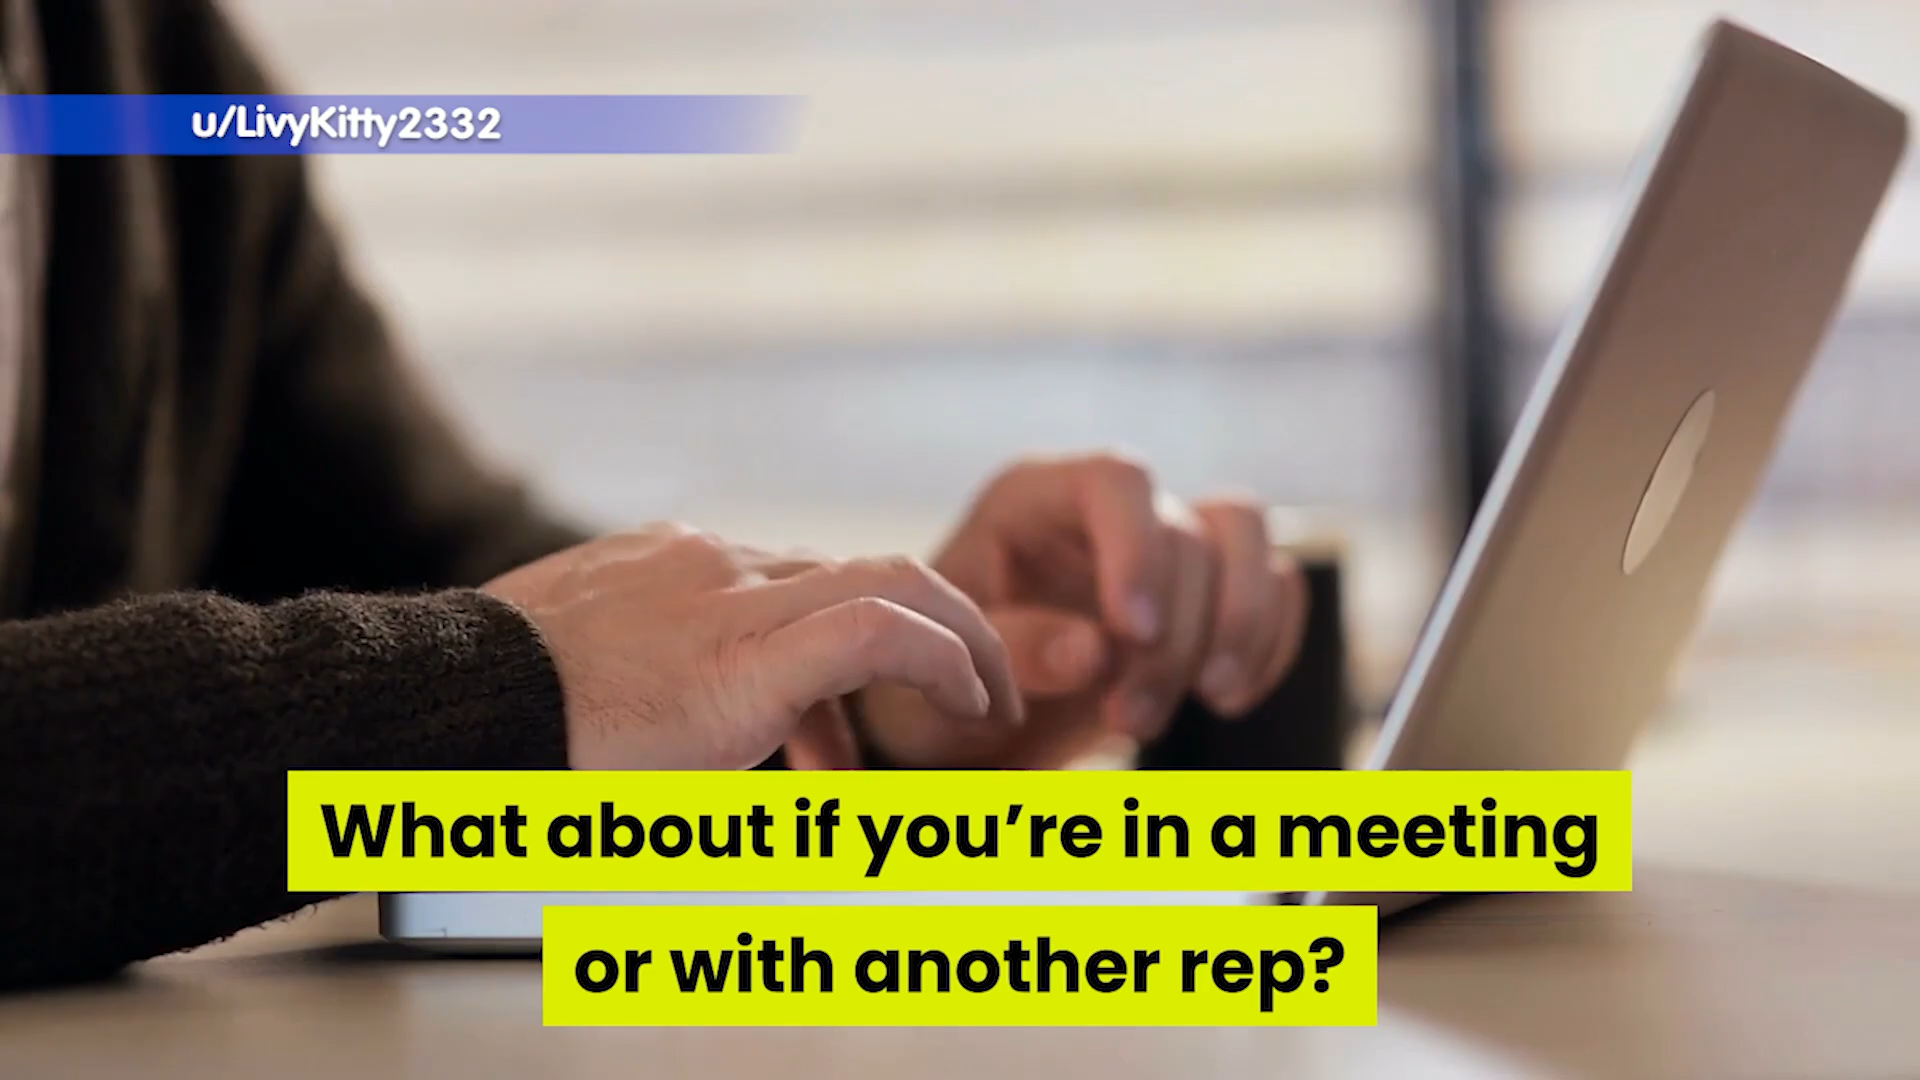 u/LivyKitty2332
What about if you’re in a meeting
or with another rep?